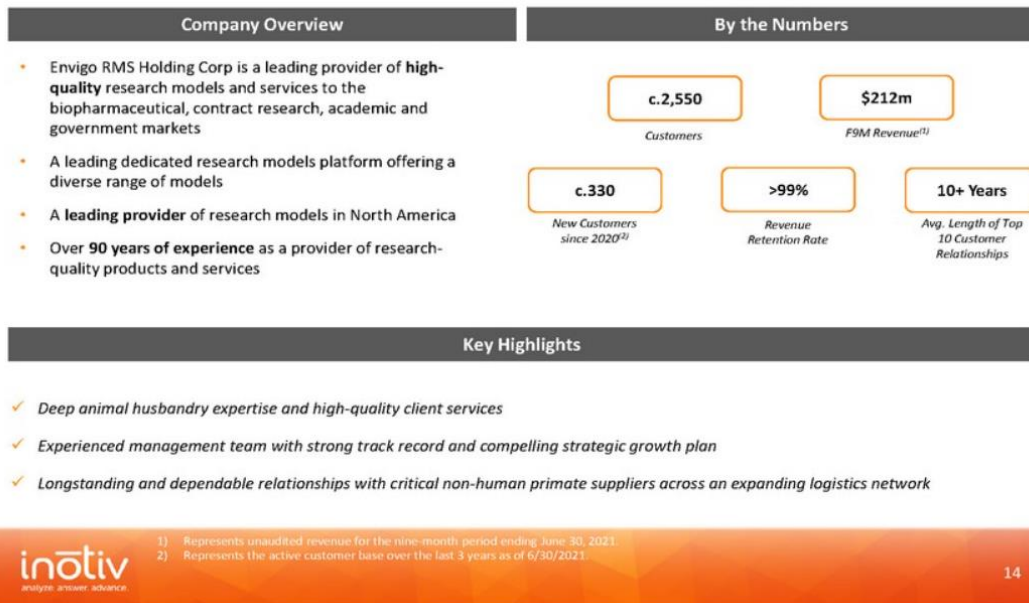 Company Overview
Envigo RMS Holding Corp is a leading provider of high-
quality research models and services to the
biopharmaceutical, contract research, academic and
government markets
A leading dedicated research models platform offering a
diverse range of models
A leading provider of research models in North America
Over 90 years of experience as a provider of research-
quality products and services
By the Numbers
c.2,550
Customers
$212m
F9M Revenue(1)
c.330
New Customers
since 2020(2)
>99%
Revenue
Retention Rate
10+ Years
Avg. Length of Top
10 Customer
Relationships
Key Highlights
Deep animal husbandry expertise and high-quality client services
Experienced management team with strong track record and compelling strategic growth plan
Longstanding and dependable relationships with critical non-human primate suppliers across an expanding logistics network
inōtiv
analyze. answer. advance.
1) Represents unaudited revenue for the nine-month period ending June 30, 2021.
2) Represents the active customer base over the last 3 years as of 6/30/2021.
14